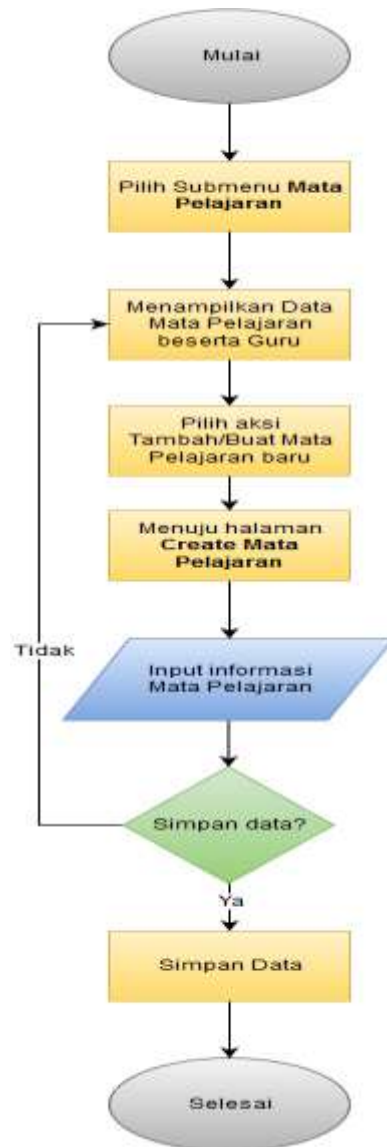 Mulai
Pilih Submenu Mata
Pelajaran
Menampilkan Data
Mata Pelajaran
beserta Guru
Pilih aksi
Tambah/Buat Mata
Pelajaran baru
Menuju halaman
Create Mata
Pelajaran
Tidak
Input informasi
Mata Pelajaran
Simpan data?
Ya
Simpan Data
Selesai